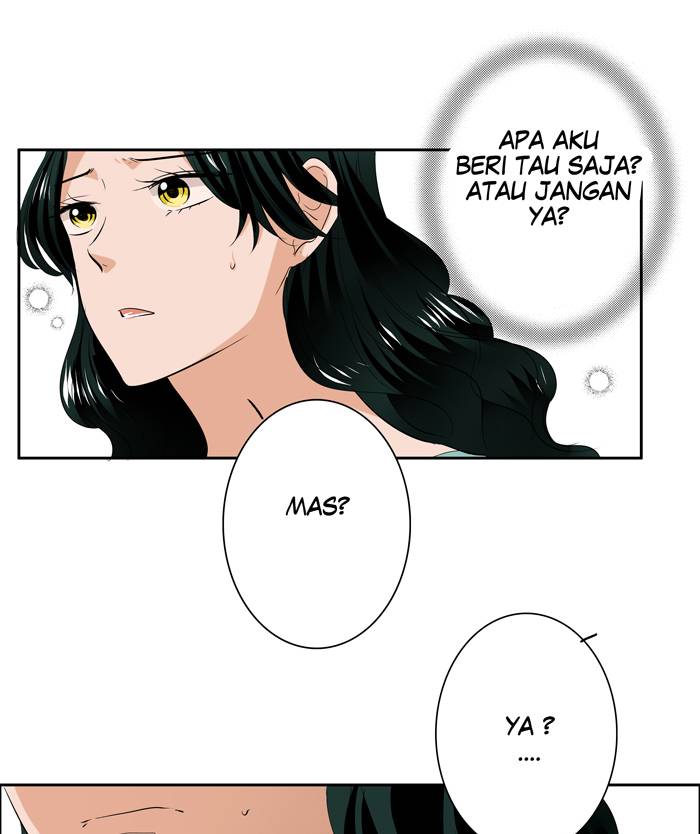 APA AKU
BERI TAU SAJA?
ATAU JANGAN
YA?
MAS?
YA ?
....